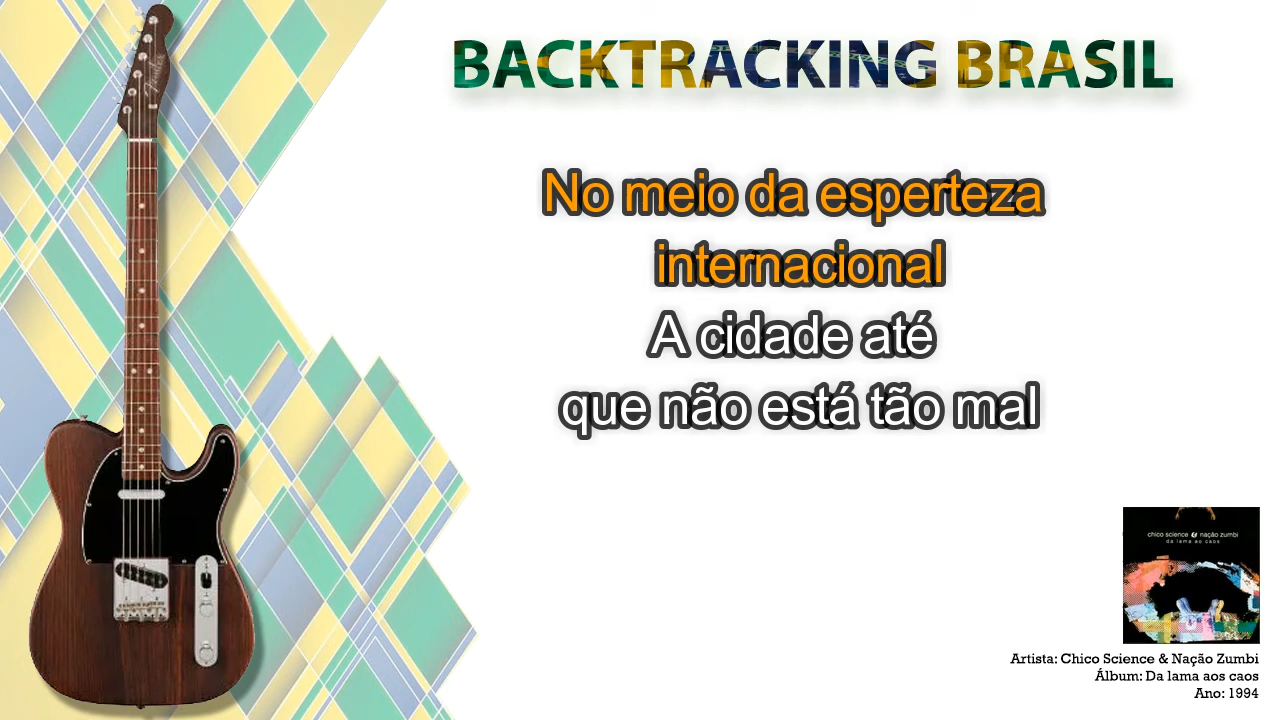 BACKTRACKING BRASIL
No meio da esperteza
internacional
A cidade até
que não está tão mal
chico science & nação zumbi
da lama ao caos
Artista: Chico Science & Nação Zumbi
Álbum: Da lama aos caos
Ano: 1994